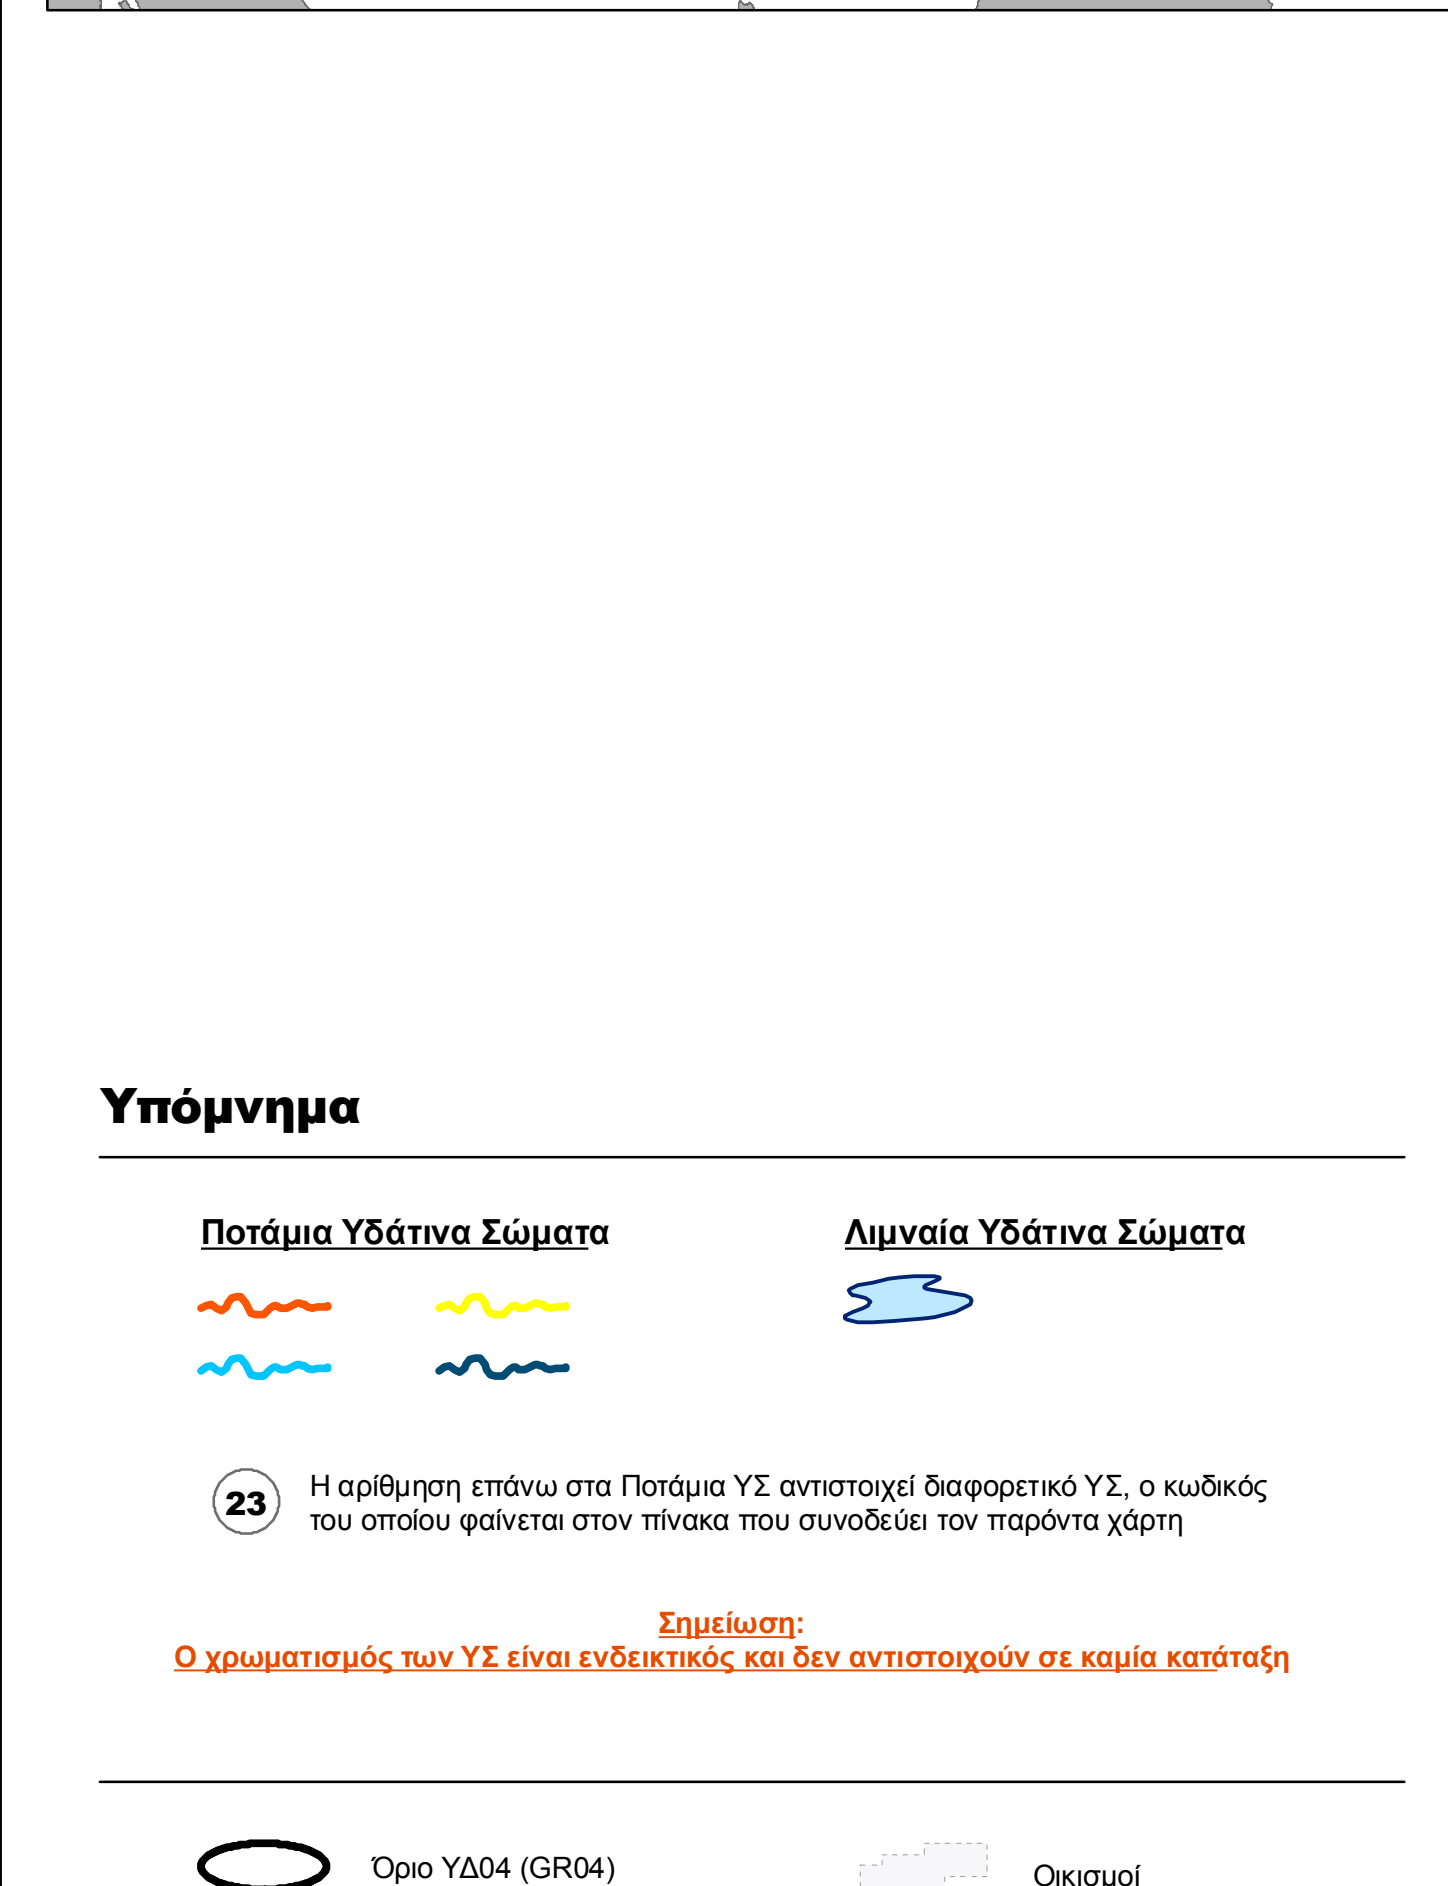 Υπόμνημα
Ποτάμια Υδάτινα Σώματα
Λιμναία Υδάτινα Σώματα
23
Η αρίθμηση επάνω στα Ποτάμια ΥΣ αντιστοιχεί διαφορετικό ΥΣ, ο κωδικός
του οποίου φαίνεται στον πίνακα που συνοδεύει τον παρόντα χάρτη
Σημείωση:
Ο χρωματισμός των ΥΣ είναι ενδεικτικός και δεν αντιστοιχούν σε καμία κατάταξη
Όριο ΥΔ04 (GR04)
Οικισμοί